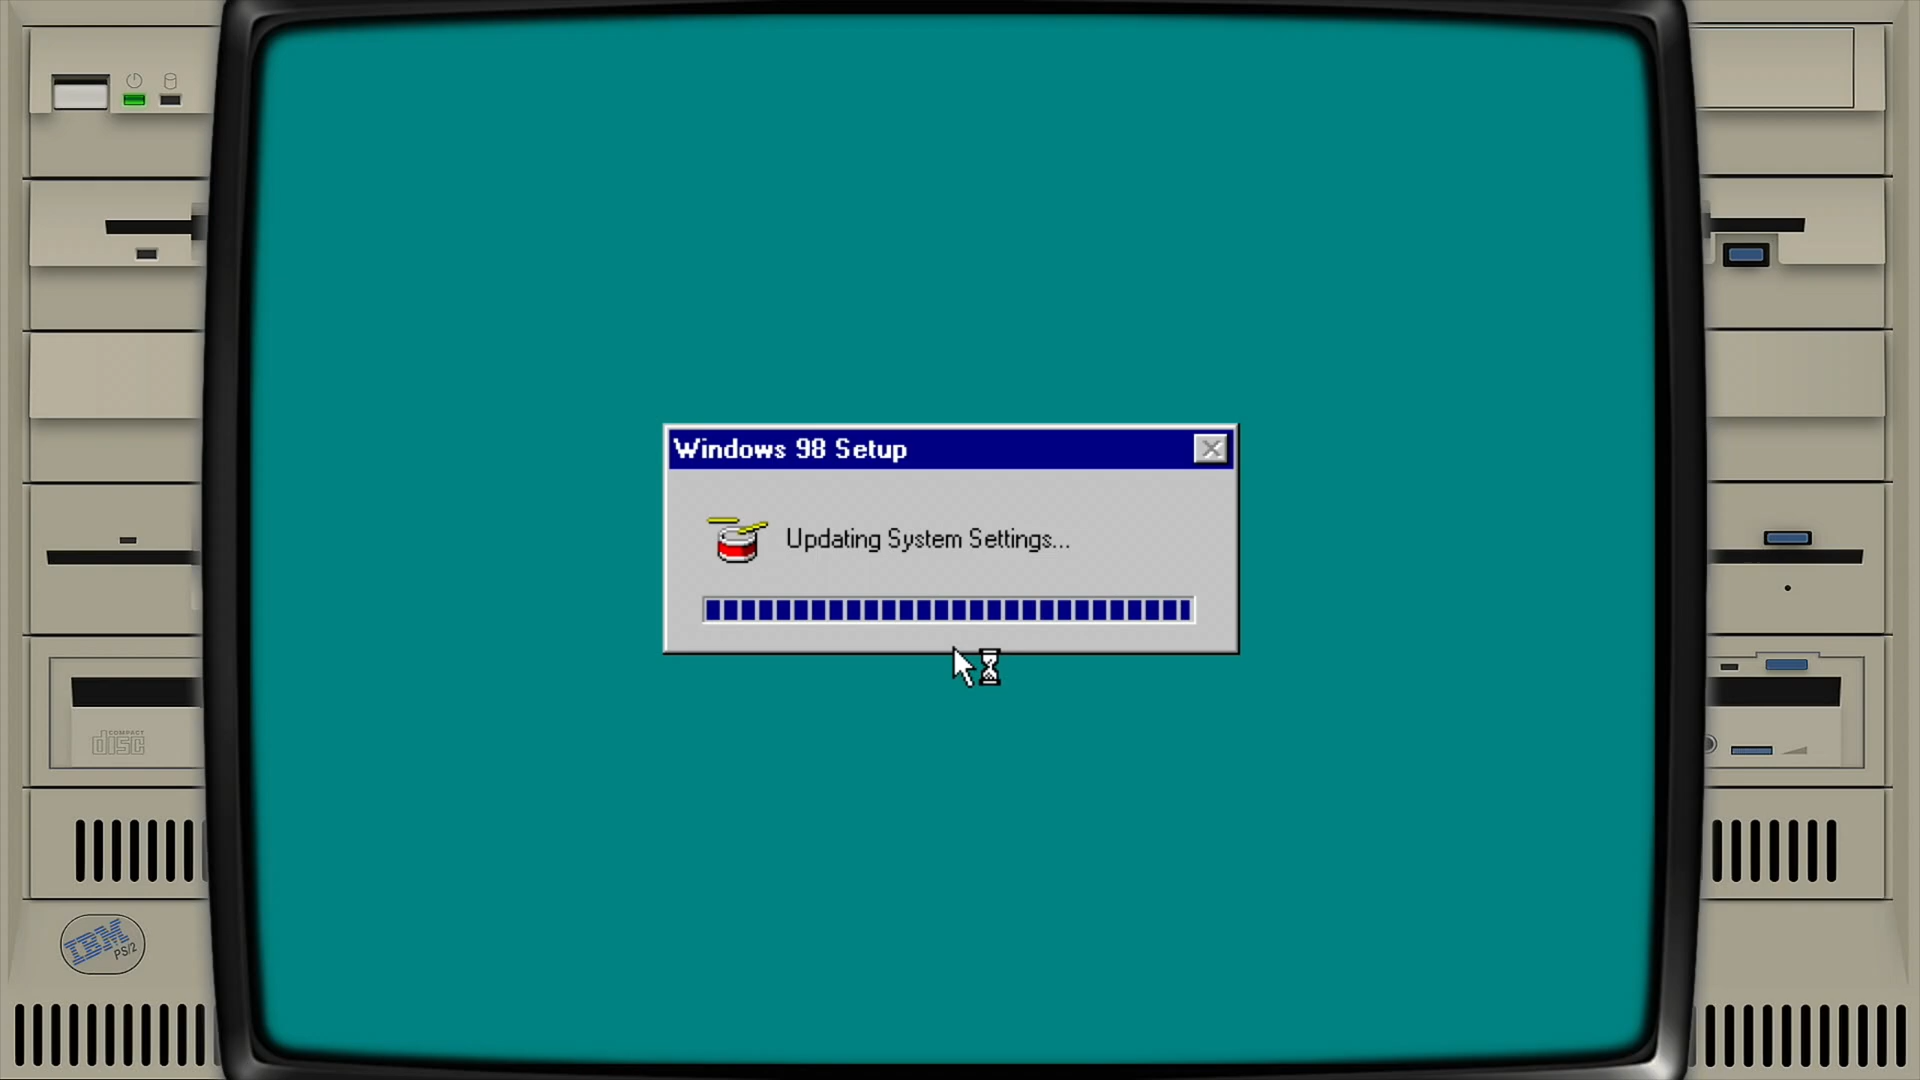 Windows 98 Setup
Updating System Settings...
COMPACT
disc
IBM
PS/2